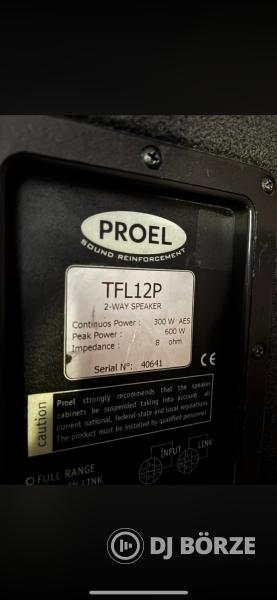 PROEL
SOUND REINFORCEMENT
TFL12P
2-WAY SPEAKER
Continuos Power : 300 W AES
Peak Power : 600 W
Impedance : 8 ohm
Serial N°: 40641
CE
caution
Proel strongly recommends that the speaker
cabinets be suspended taking into account all
current national, federal state and local regulations.
The product must be installed by qualified personnel
INPUT LINK
FULL RANGE
IN LINK
DJ BÖRZE